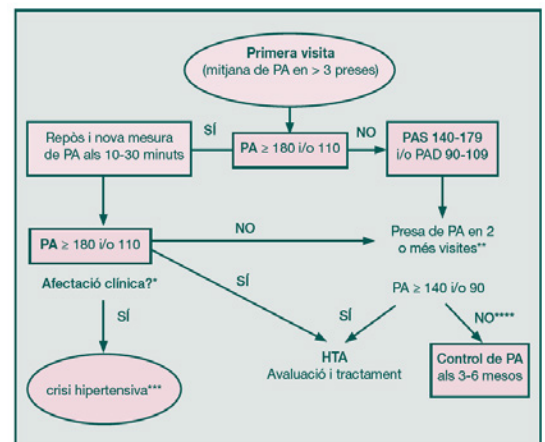 Primera visita
(mitjana de PA en > 3 preses)
Repòs i nova mesura
de PA als 10-30 minuts
SÍ
PA ≥ 180 i/o 110
NO
PAS 140-179
i/o PAD 90-109
PA ≥ 180 i/o 110
NO
Presa de PA en 2
o més visites**
Afectació clínica?*
SÍ
PA ≥ 140 i/o 90
SÍ
SÍ
NO****
crisi hipertensiva***
HTA
Avaluació i tractament
Control de PA
als 3-6 mesos